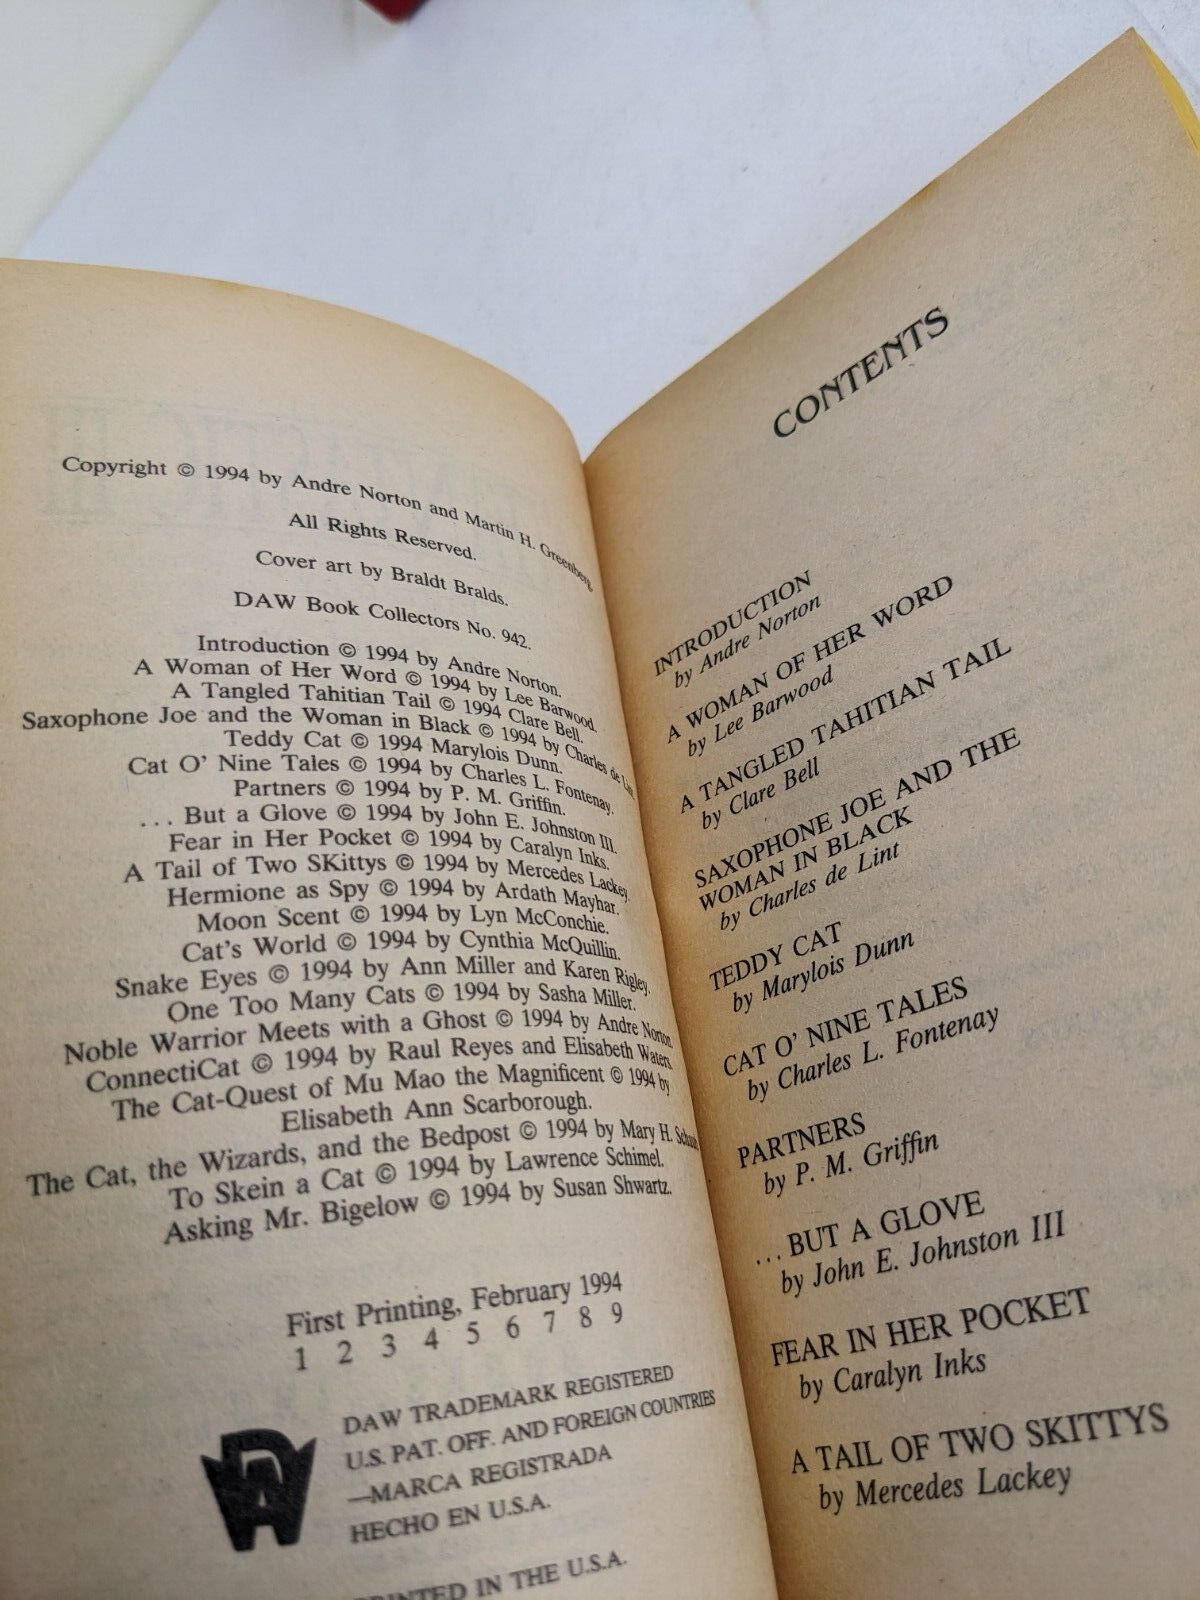 Copyright © 1994 by Andre Norton and Martin H. Greenberg.
All Rights Reserved.
Cover art by Braldt Bralds.
DAW Book Collectors No. 942.
Introduction © 1994 by Andre Norton.
A Woman of Her Word © 1994 by Lee Barwood.
A Tangled Tahitian Tail © 1994 Clare Bell.
Saxophone Joe and the Woman in Black © 1994 by Charles de Lint.
Teddy Cat © 1994 Marylois Dunn.
Cat O' Nine Tales © 1994 by Charles L. Fontenay.
Partners © 1994 by P. M. Griffin.
. . . But a Glove © 1994 by John E. Johnston III.
Fear in Her Pocket © 1994 by Caralyn Inks.
A Tail of Two SKittys © 1994 by Mercedes Lackey.
Hermione as Spy © 1994 by Ardath Mayhar.
Moon Scent © 1994 by Lyn McConchie.
Cat's World © 1994 by Cynthia McQuillin.
Snake Eyes © 1994 by Ann Miller and Karen Rigley.
One Too Many Cats © 1994 by Sasha Miller.
Noble Warrior Meets with a Ghost © 1994 by Andre Norton.
ConnectiCat © 1994 by Raul Reyes and Elisabeth Waters.
The Cat-Quest of Mu Mao the Magnificent © 1994 by
Elisabeth Ann Scarborough.
The Cat, the Wizards, and the Bedpost © 1994 by Mary H.
To Skein a Cat © 1994 by Lawrence Schimel.
Asking Mr. Bigelow © 1994 by Susan Shwartz.
First Printing, February 1994
1 2 3 4 5 6 7 8 9
DAW
DAW TRADEMARK REGISTERED
U.S. PAT. OFF. AND FOREIGN COUNTRIES
—MARCA REGISTRADA
HECHO EN U.S.A.
PRINTED IN THE U.S.A.
CONTENTS
INTRODUCTION
by Andre Norton
A WOMAN OF HER WORD
by Lee Barwood
A TANGLED TAHITIAN TAIL
by Clare Bell
SAXOPHONE JOE AND THE
WOMAN IN BLACK
by Charles de Lint
TEDDY CAT
by Marylois Dunn
CAT O' NINE TALES
by Charles L. Fontenay
PARTNERS
by P. M. Griffin
. . . BUT A GLOVE
by John E. Johnston III
FEAR IN HER POCKET
by Caralyn Inks
A TAIL OF TWO SKITTYS
by Mercedes Lackey